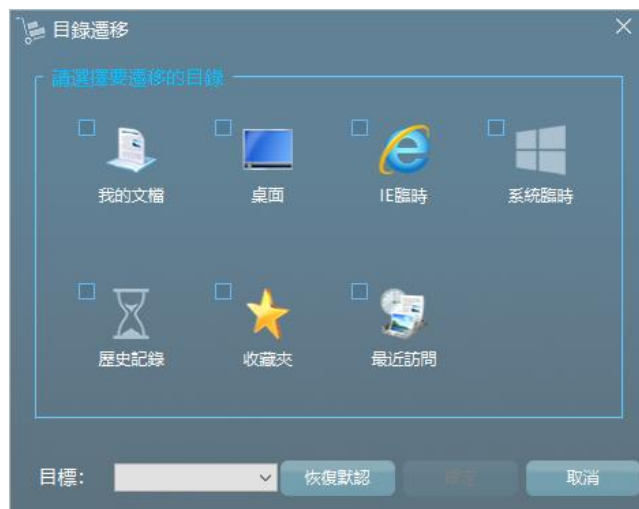 目錄遷移
請選擇要遷移的目錄
我的文檔
桌面
IE臨時
系統臨時
歷史記錄
收藏夾
最近訪問
目標:
恢復默認
取消